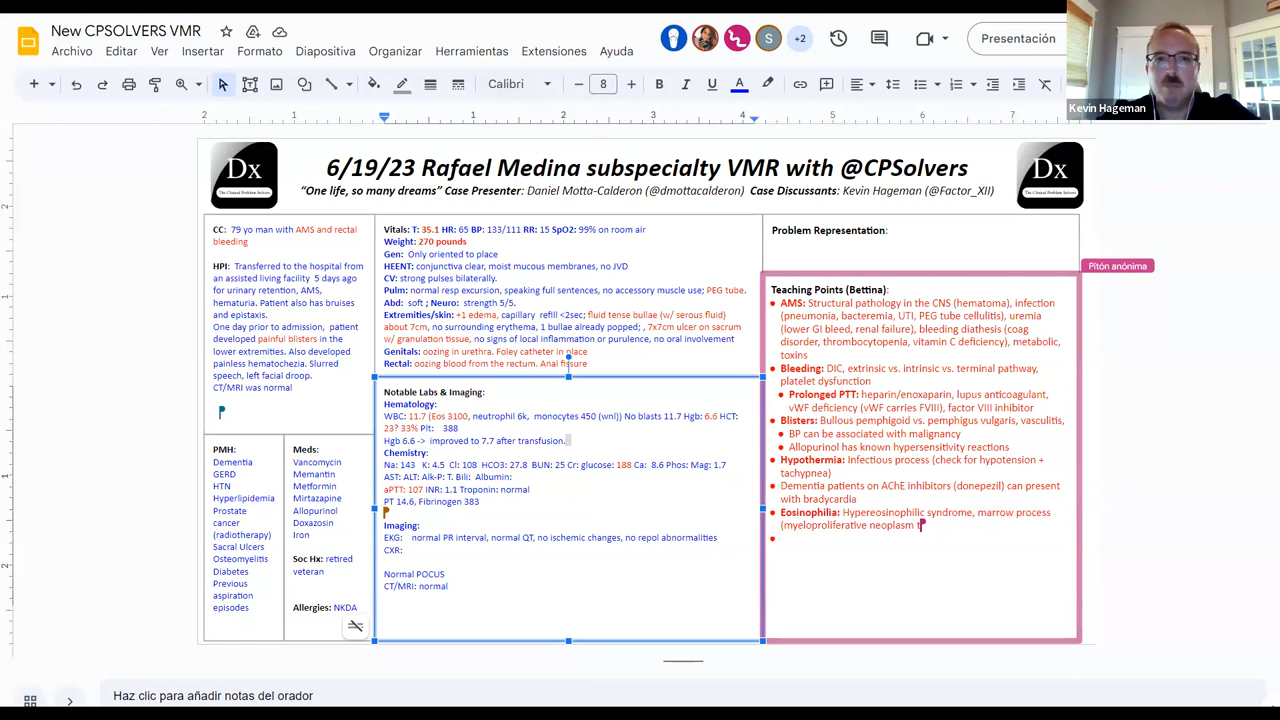 New CPSOLVERS VMR
Archivo Editar Ver Insertar Formato Diapositiva Organizar Herramientas Extensiones Ayuda
S +2 Presentación
Calibri 8
Kevin Hageman
2 1 1 2 3 4 5 6 7
Dx
The Clinical Problem Solvers
6/19/23 Rafael Medina subspecialty VMR with @CPSolvers
“One life, so many dreams” Case Presenter: Daniel Motta-Calderon (@dmottacalderon) Case Discussants: Kevin Hageman (@Factor_XII)
Dx
The Clinical Problem Solvers
CC: 79 yo man with AMS and rectal
bleeding
HPI: Transferred to the hospital from
an assisted living facility 5 days ago
for urinary retention, AMS,
hematuria. Patient also has bruises
and epistaxis.
One day prior to admission, patient
developed painful blisters in the
lower extremities. Also developed
painless hematochezia. Slurred
speech, left facial droop.
CT/MRI was normal
PMH:
Dementia
GERD
HTN
Hyperlipidemia
Prostate
cancer
(radiotherapy)
Sacral Ulcers
Osteomyelitis
Diabetes
Previous
aspiration
episodes
Meds:
Vancomycin
Memantin
Metformin
Mirtazapine
Allopurinol
Doxazosin
Iron
Soc Hx: retired
veteran
Allergies: NKDA
Vitals: T: 35.1 HR: 65 BP: 133/111 RR: 15 SpO2: 99% on room air
Weight: 270 pounds
Gen: Only oriented to place
HEENT: conjunctiva clear, moist mucous membranes, no JVD
CV: strong pulses bilaterally.
Pulm: normal resp excursion, speaking full sentences, no accessory muscle use; PEG tube.
Abd: soft ; Neuro: strength 5/5.
Extremities/skin: +1 edema, capillary refill <2sec; fluid tense bullae (w/ serous fluid)
about 7cm, no surrounding erythema, 1 bullae already popped; , 7x7cm ulcer on sacrum
w/ granulation tissue, no signs of local inflammation or purulence, no oral involvement
Genitals: oozing in urethra. Foley catheter in place
Rectal: oozing blood from the rectum. Anal fissure
Notable Labs & Imaging:
Hematology:
WBC: 11.7 (Eos 3100, neutrophil 6k, monocytes 450 (wnl)) No blasts 11.7 Hgb: 6.6 HCT:
23? 33% Plt: 388
Hgb 6.6 -> improved to 7.7 after transfusion.
Chemistry:
Na: 143 K: 4.5 Cl: 108 HCO3: 27.8 BUN: 25 Cr: glucose: 188 Ca: 8.6 Phos: Mag: 1.7
AST: ALT: Alk-P: T. Bili: Albumin:
aPTT: 107 INR: 1.1 Troponin: normal
PT 14.6, Fibrinogen 383
Imaging:
EKG: normal PR interval, normal QT, no ischemic changes, no repol abnormalities
CXR:
Normal POCUS
CT/MRI: normal
Problem Representation:
Pitón anónima
Teaching Points (Bettina):
● AMS: Structural pathology in the CNS (hematoma), infection
(pneumonia, bacteremia, UTI, PEG tube cellulitis), uremia
(lower GI bleed, renal failure), bleeding diathesis (coag
disorder, thrombocytopenia, vitamin C deficiency), metabolic,
toxins
● Bleeding: DIC, extrinsic vs. intrinsic vs. terminal pathway,
platelet dysfunction
● Prolonged PTT: heparin/enoxaparin, lupus anticoagulant,
vWF deficiency (vWF carries FVIII), factor VIII inhibitor
● Blisters: Bullous pemphigoid vs. pemphigus vulgaris, vasculitis,
● BP can be associated with malignancy
● Allopurinol has known hypersensitivity reactions
● Hypothermia: Infectious process (check for hypotension +
tachypnea)
● Dementia patients on AChE inhibitors (donepezil) can present
with bradycardia
● Eosinophilia: Hypereosinophilic syndrome, marrow process
(myeloproliferative neoplasm t
●
Haz clic para añadir notas del orador